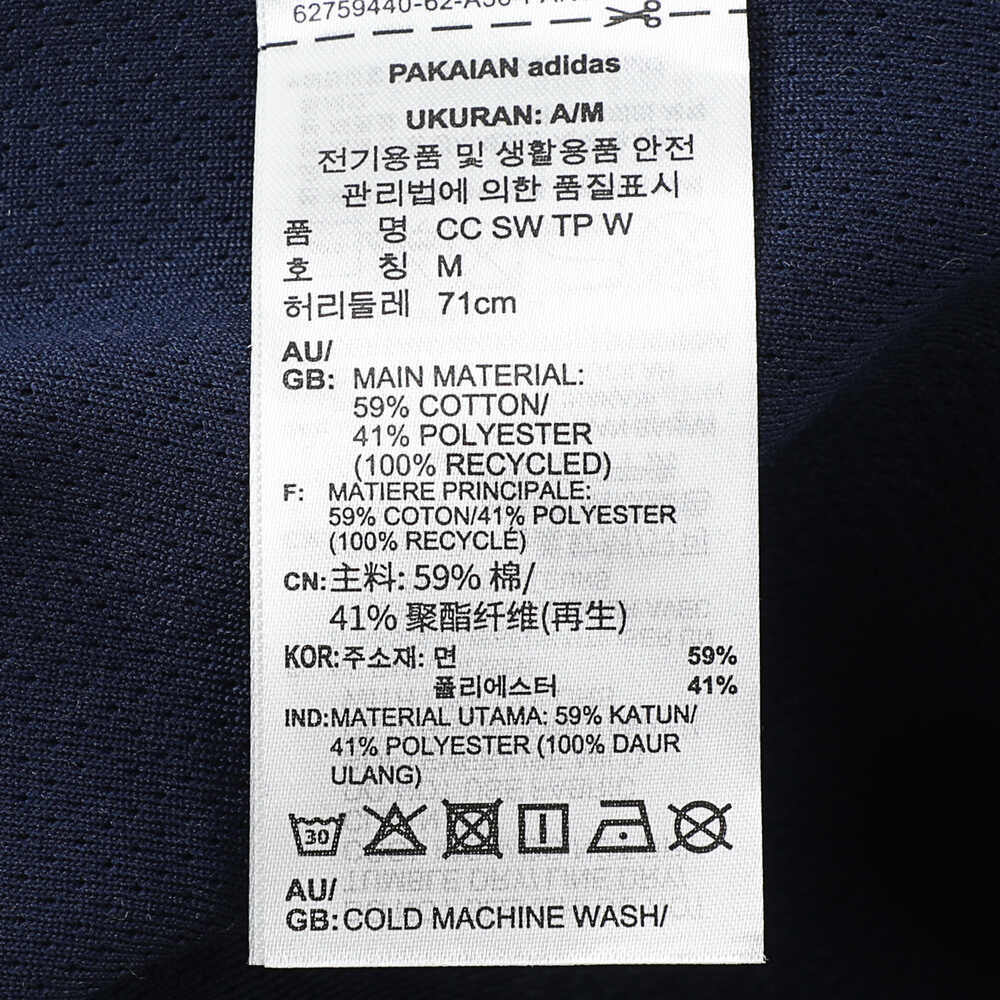 PAKAIAN adidas
UKURAN: A/M
전기용품 및 생활용품 안전
관리법에 의한 품질표시
품 명 CC SW TP W
호 칭 M
허리둘레 71cm
AU/
GB: MAIN MATERIAL:
59% COTTON/
41% POLYESTER
(100% RECYCLED)
F: MATIERE PRINCIPALE:
59% COTON/41% POLYESTER
(100% RECYCLÉ)
CN:主料: 59% 棉/
41% 聚酯纤维(再生)
KOR:주소재: 면 59%
폴리에스터 41%
IND:MATERIAL UTAMA: 59% KATUN/
41% POLYESTER (100% DAUR
ULANG)
30
AU/
GB:COLD MACHINE WASH/